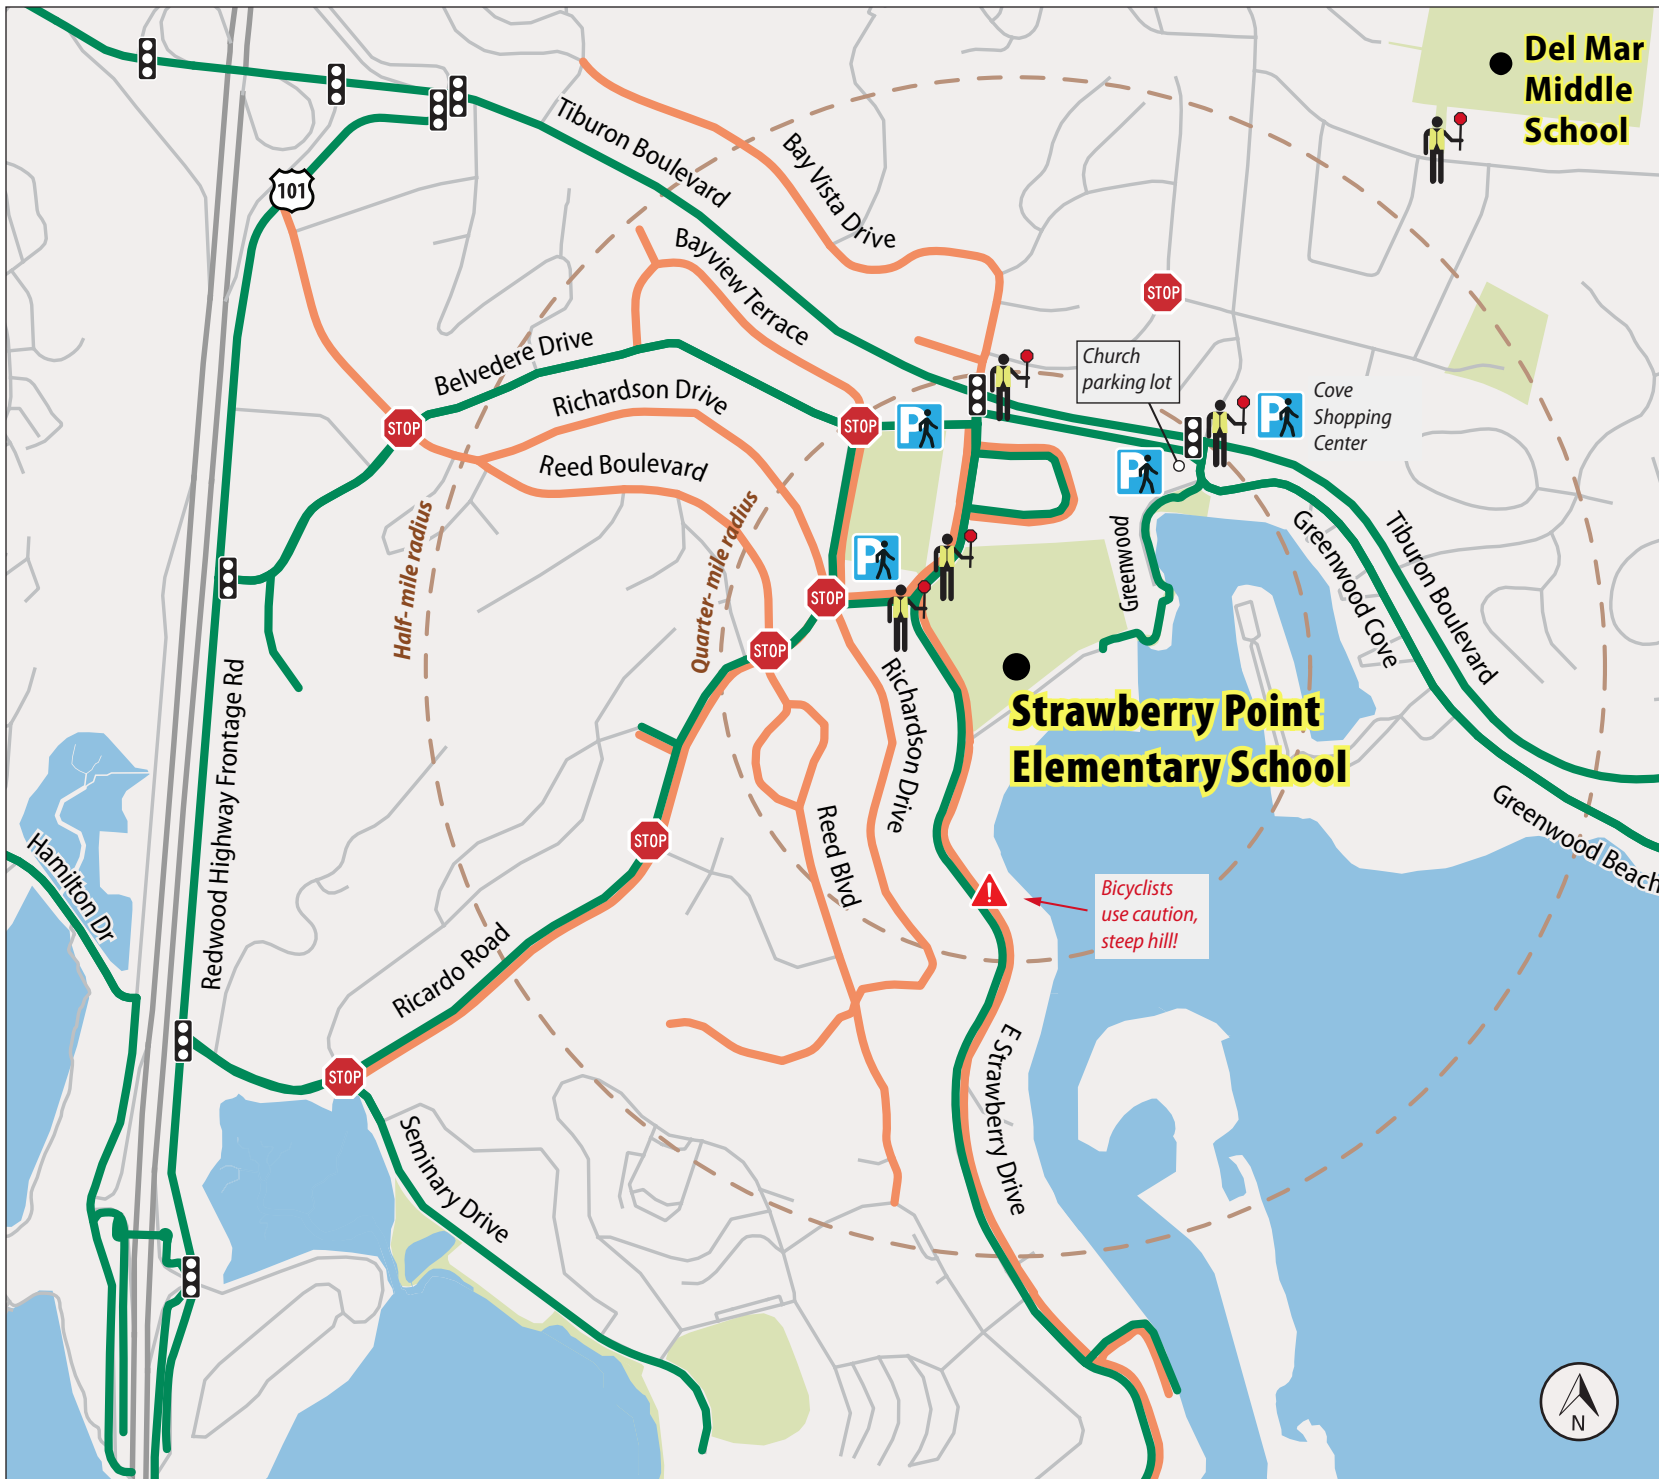 Del Mar
Middle
School
Tiburon Boulevard
Bay Vista Drive
101
Bayview Terrace
STOP
Belvedere Drive
Church
parking lot
Richardson Drive
Cove
Shopping
Center
P
STOP
STOP
P
P
Reed Boulevard
Half- mile radius
Quarter- mile radius
Greenwood
Greenwood Cove
Tiburon Boulevard
P
STOP
STOP
Redwood Highway Frontage Rd
Richardson Drive
Strawberry Point
Elementary School
Greenwood Beach
STOP
Reed Blvd
Hamilton Dr
Bicyclists
use caution,
steep hill!
!
Ricardo Road
E Strawberry Drive
STOP
Seminary Drive
N